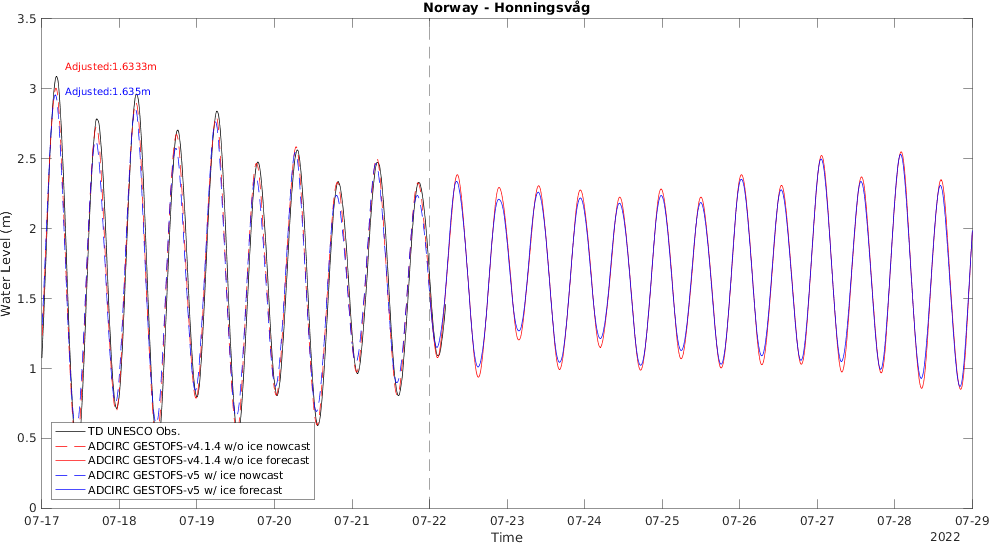 Norway - Honningsvåg
3.5
3
2.5
2
1.5
1
0.5
0
Water Level (m)
Adjusted:1.6333m
Adjusted:1.635m
TD UNESCO Obs.
ADCIRC GESTOFS-v4.1.4 w/o ice nowcast
ADCIRC GESTOFS-v4.1.4 w/o ice forecast
ADCIRC GESTOFS-v5 w/ ice nowcast
ADCIRC GESTOFS-v5 w/ ice forecast
07-17 07-18 07-19 07-20 07-21 07-22 07-23 07-24 07-25 07-26 07-27 07-28 07-29
Time
2022